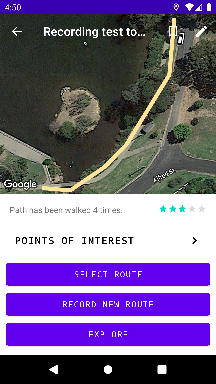 4:50
Recording test to...
Google
Path has been walked 4 times.
POINTS OF INTEREST
SELECT ROUTE
RECORD NEW ROUTE
EXPLORE